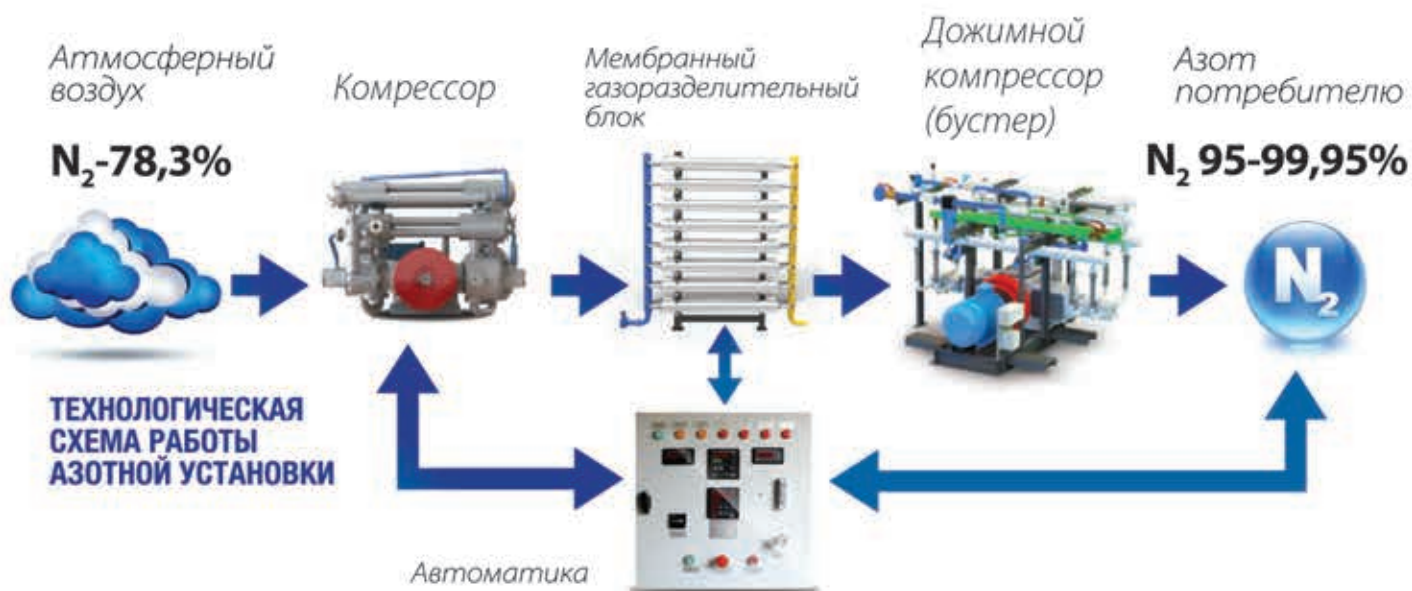 Атмосферный
воздух
N₂-78,3%
Комрессор
Мембранный
газоразделительный
блок
Дожимной
компрессор
(бустер)
Азот
потребителю
N₂ 95-99,95%
N₂
ТЕХНОЛОГИЧЕСКАЯ
СХЕМА РАБОТЫ
АЗОТНОЙ УСТАНОВКИ
Автоматика